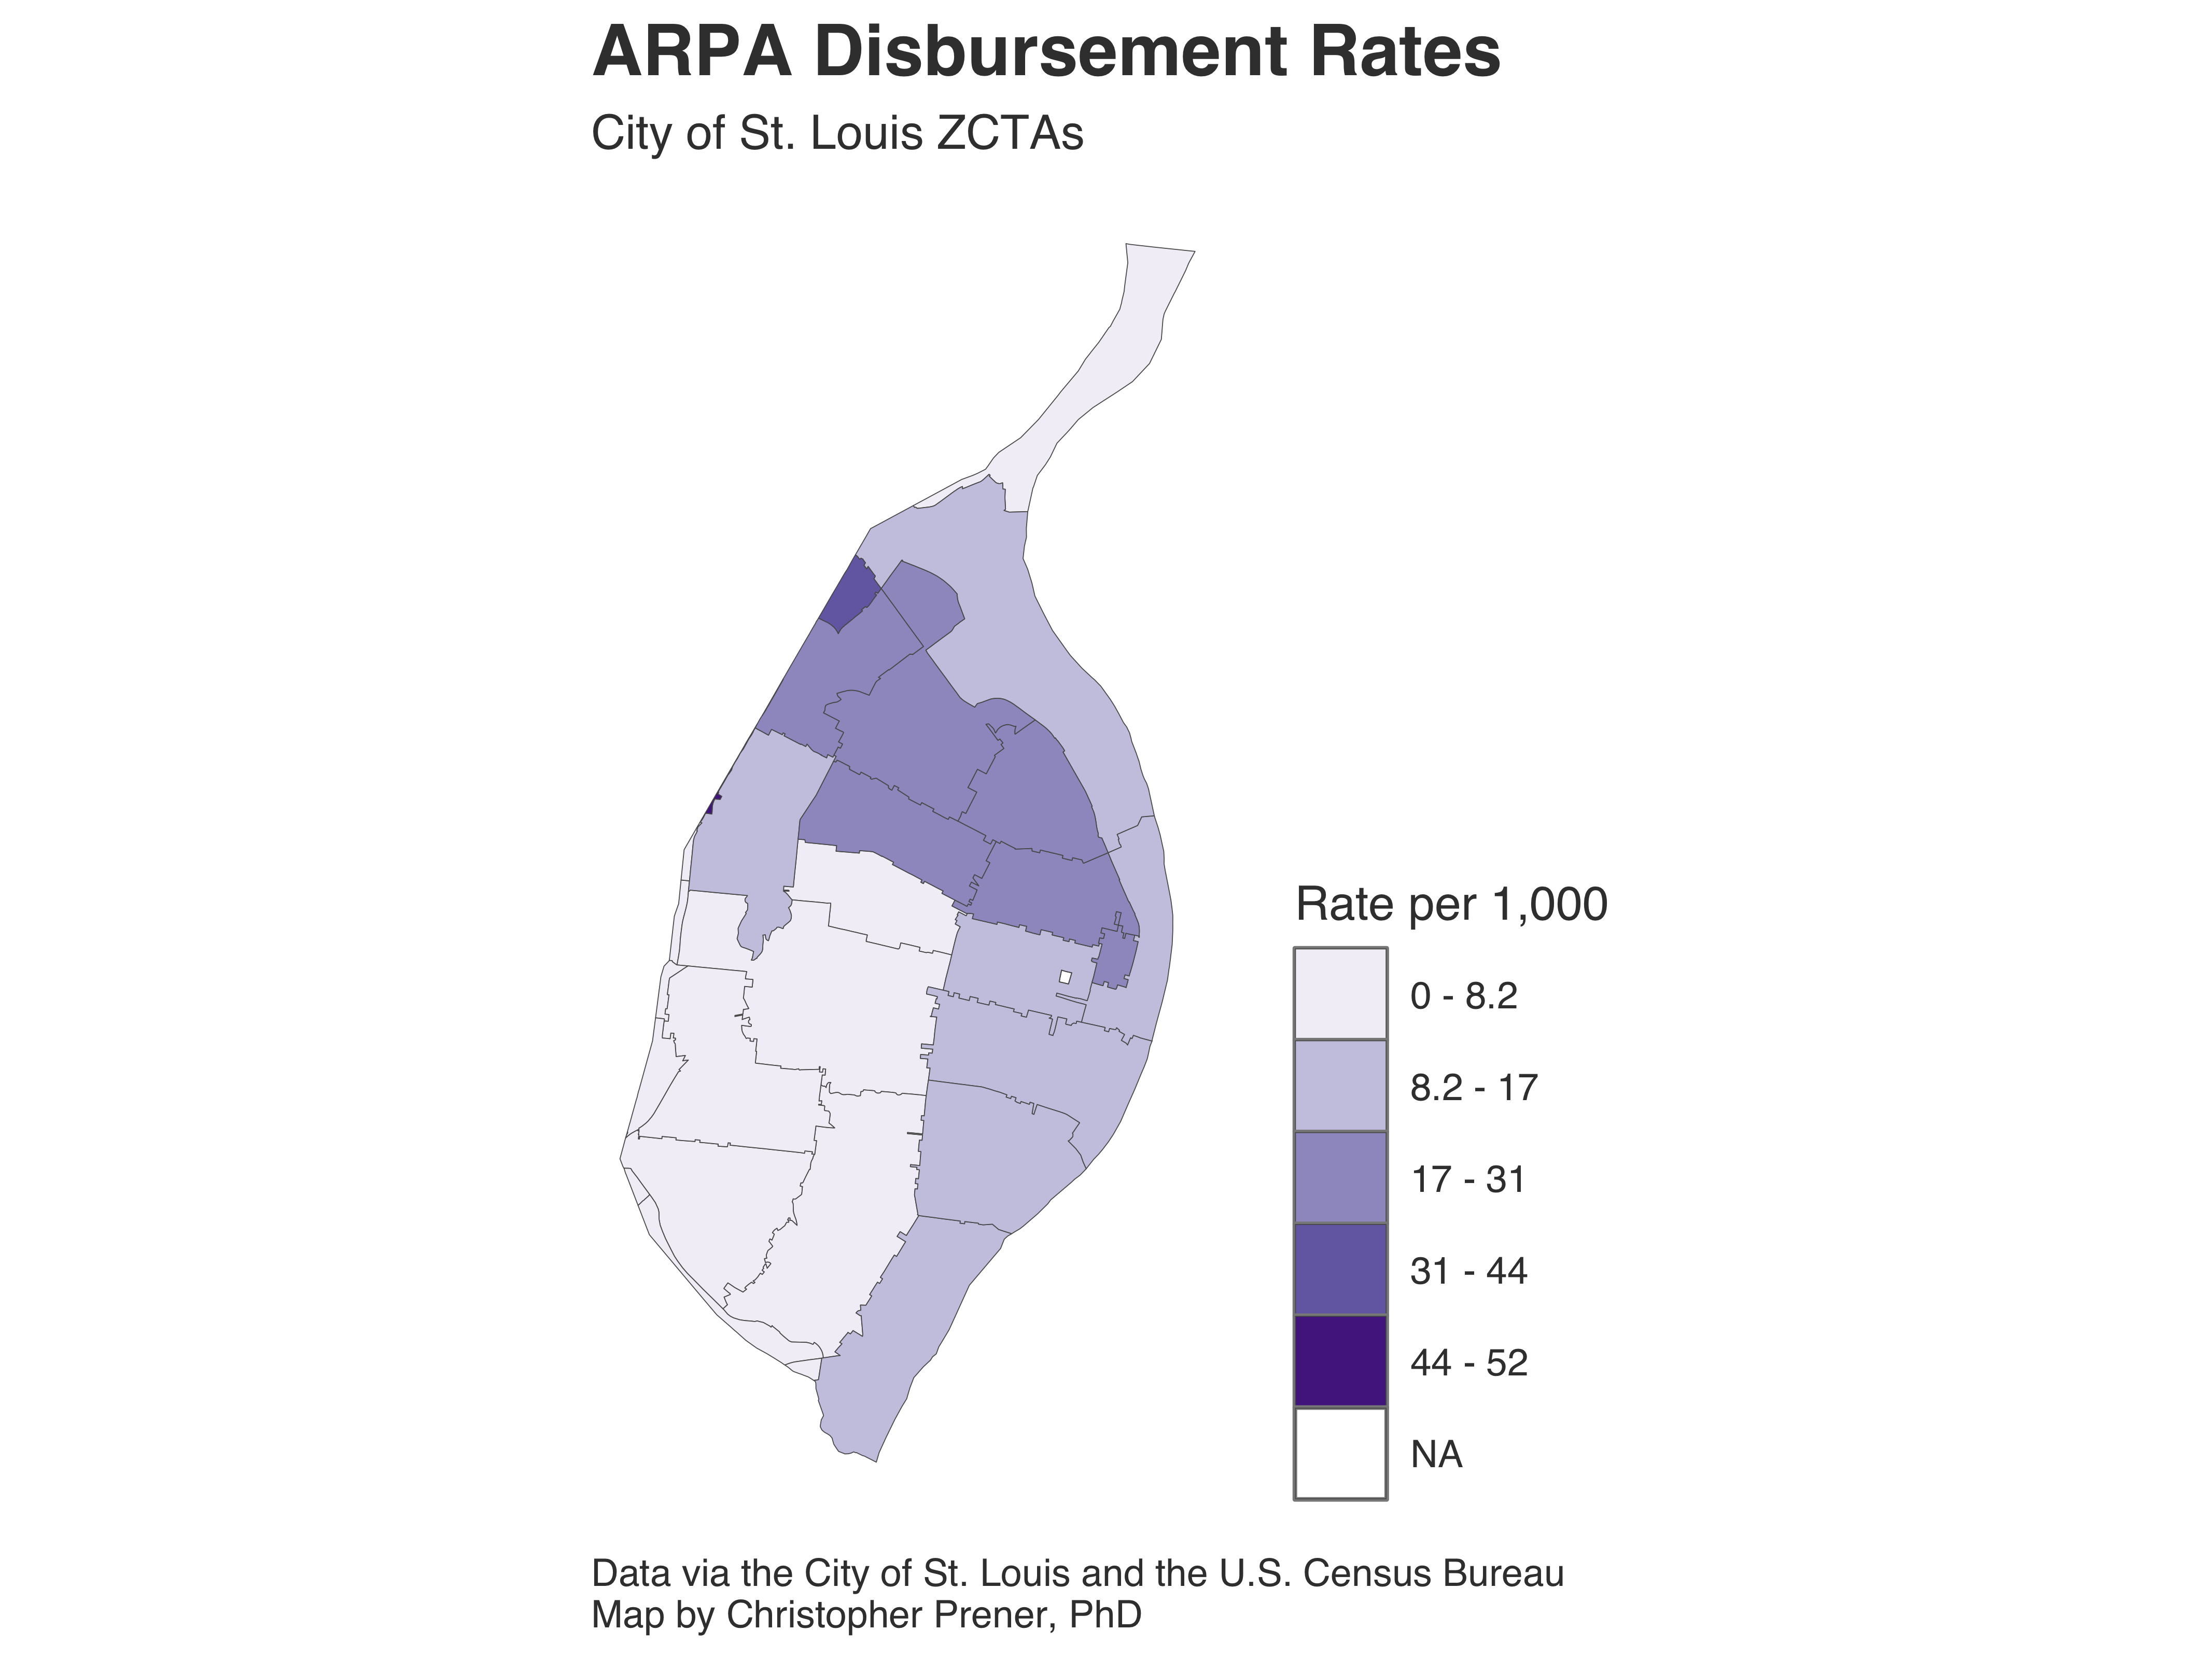 ARPA Disbursement Rates
City of St. Louis ZCTAs
Rate per 1,000
0 - 8.2
8.2 - 17
17 - 31
31 - 44
44 - 52
NA
Data via the City of St. Louis and the U.S. Census Bureau
Map by Christopher Prener, PhD